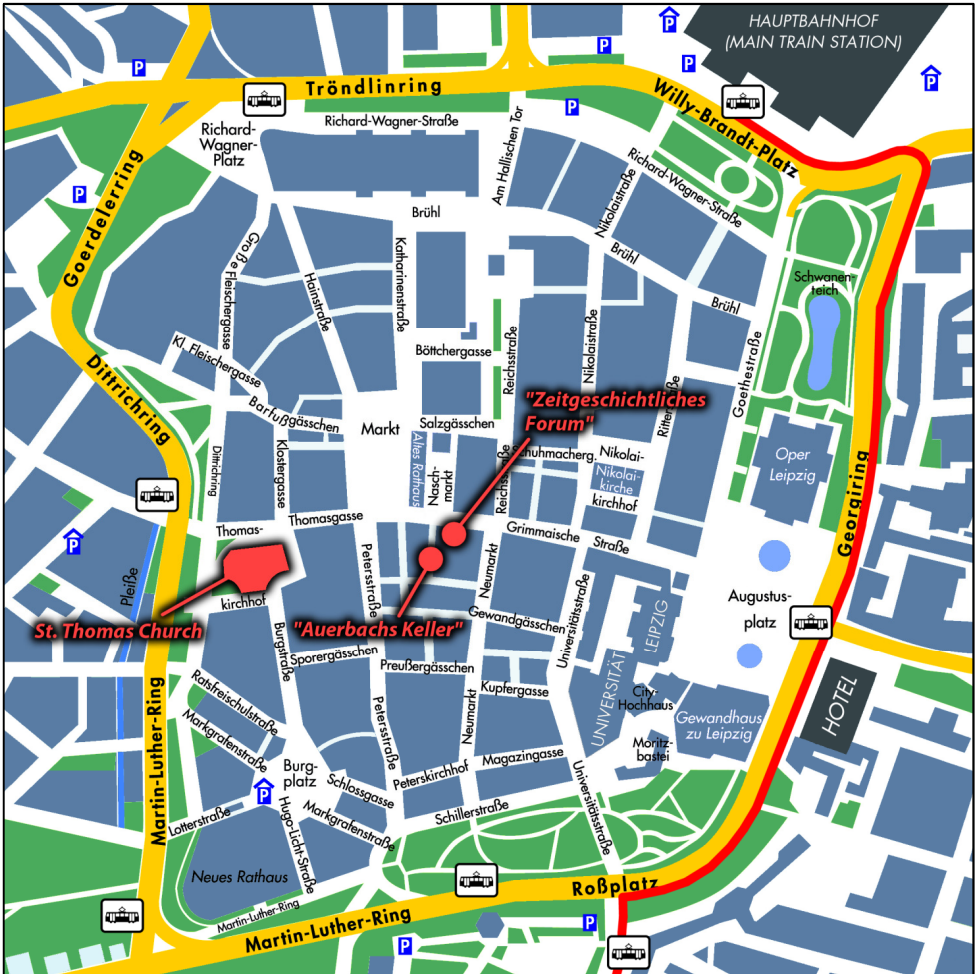 HAUPTBAHNHOF
(MAIN TRAIN STATION)
P
P
P
P
P
P
Tröndlinring
Willy-Brandt-Platz
Richard-Wagner-Straße
Richard-
Wagner-
Platz
Am Hallischen Tor
Richard-Wagner-Straße
P
Goerdelerring
Brühl
Nikolaistraße
Brühl
Große Fleischergasse
Hainstraße
Katharinenstraße
Schwanen-
teich
Brühl
Reichsstraße
Nikolaistraße
Goethestraße
Böttchergasse
Kl. Fleischergasse
Dittrichring
Barfußgässchen
Markt
Salzgässchen
"Zeitgeschichtliches
Forum"
Ritterstraße
Altes Rathaus
Nasch-
markt
Reichsstraße
Schuhmacherg.
Nikolai-
Nikolai-
kirche
kirchhof
Oper
Leipzig
Dittrichring
Klostergasse
Georgiring
Thomas-
Thomasgasse
Grimmaische Straße
P
Pleiße
Petersstraße
Neumarkt
kirchhof
Universitätsstraße
Augustus-
platz
St. Thomas Church
"Auerbachs Keller"
Gewandgässchen
Burgstraße
Sporergässchen
Preußergässchen
UNIVERSITÄT
LEIPZIG
Kupfergasse
City-
Hochhaus
HOTEL
Ratsfreischulstraße
Markgrafenstraße
Petersstraße
Neumarkt
Gewandhaus
zu Leipzig
Moritz-
bastei
Martin-Luther-Ring
Burg-
platz
Schlossgasse
Peterskirchhof
Magazingasse
P
Universitätsstraße
Lotterstraße
Hugo-Licht-Straße
Markgrafenstraße
Schillerstraße
Neues Rathaus
Roßplatz
Martin-Luther-Ring
Martin-Luther-Ring
P
P